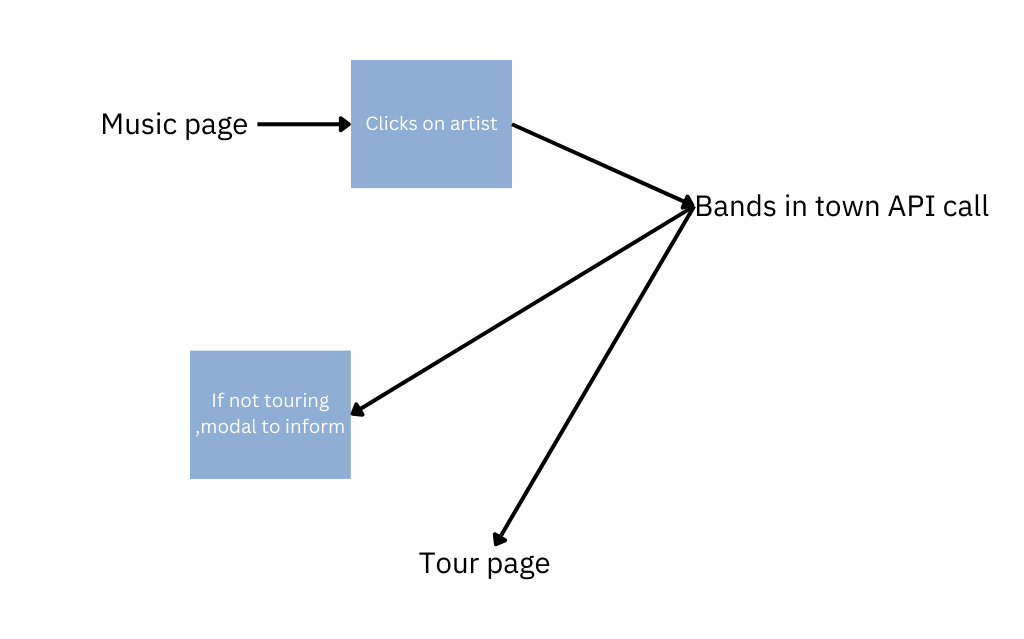 Music page
Clicks on artist
Bands in town API call
If not touring
,modal to inform
Tour page